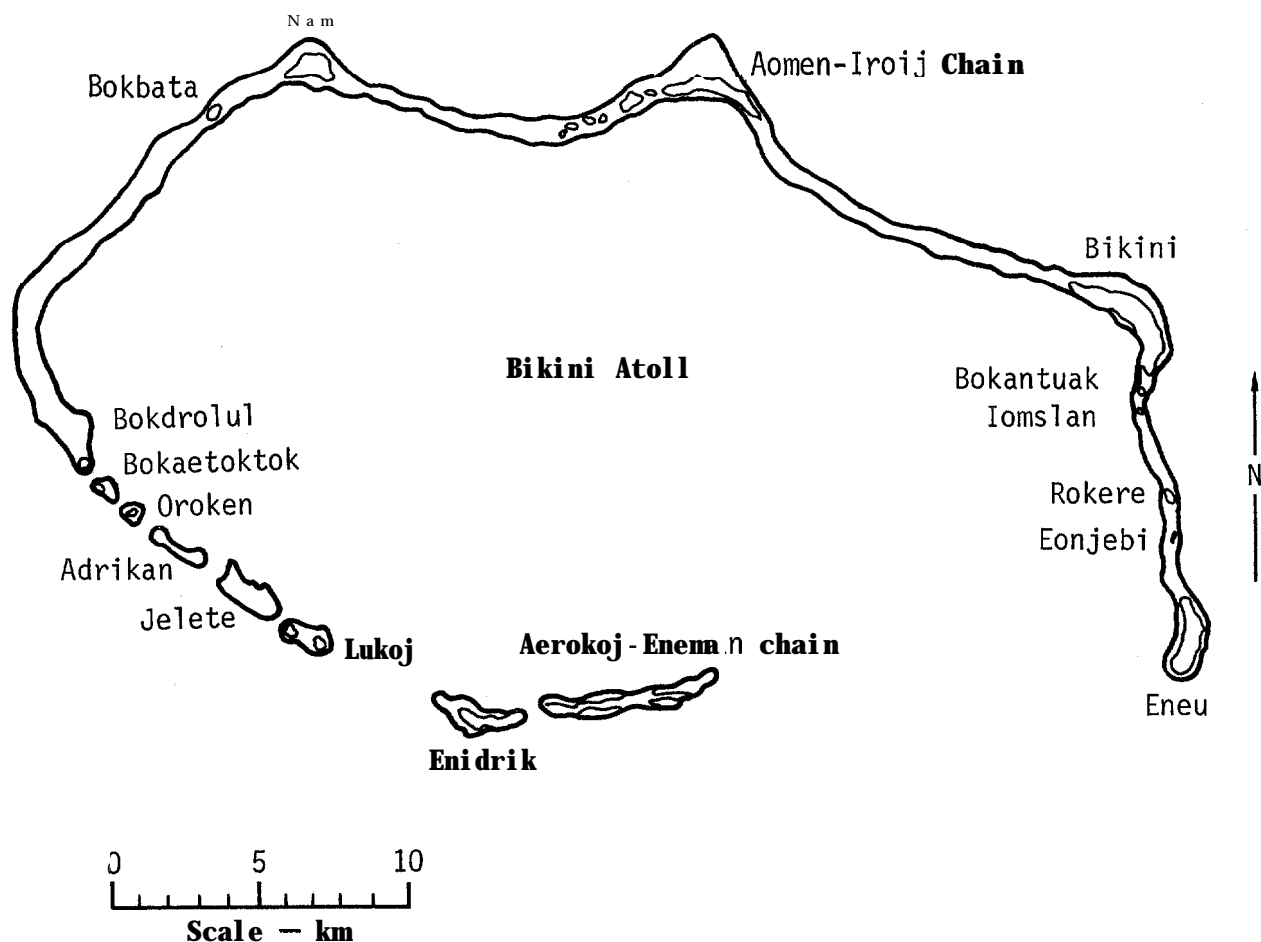 Nam
Aomen-Iroij Chain
Bokbata
Bikini
Bikini Atoll
Bokantuak
Iomslan
Bokdrolul
Bokaetoktok
Oroken
Rokere
N
Eonjebi
Adrikan
Jelete
Lukoj
Aerokoj-Eneman chain
Eneu
Enidrik
0 5 10
Scale — km